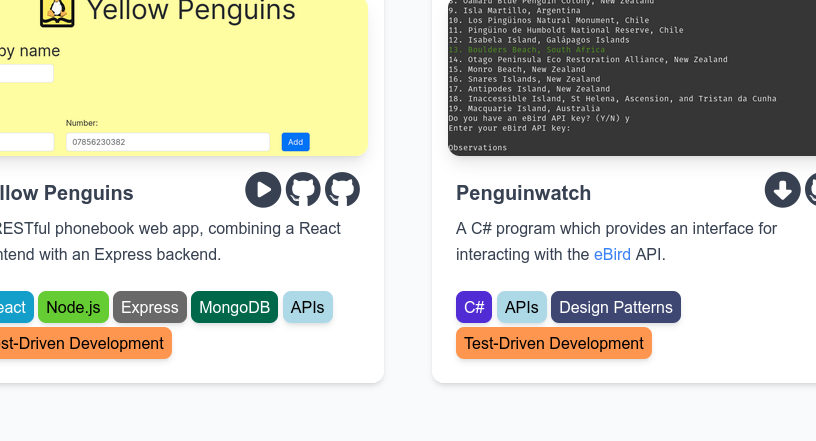 Yellow Penguins
by name
Number:
07856230382
Add
llow Penguins
RESTful phonebook web app, combining a React
ntend with an Express backend.
eact
Node.js
Express
MongoDB
APIs
st-Driven Development
8. Oamaru Blue Penguin Colony, New Zealand
9. Isla Martillo, Argentina
10. Los Pingüinos Natural Monument, Chile
11. Pingüino de Humboldt National Reserve, Chile
12. Isabela Island, Galápagos Islands
13. Boulders Beach, South Africa
14. Otago Peninsula Eco Restoration Alliance, New Zealand
15. Monro Beach, New Zealand
16. Snares Islands, New Zealand
17. Antipodes Island, New Zealand
18. Inaccessible Island, St Helena, Ascension, and Tristan da Cunha
19. Macquarie Island, Australia
Do you have an eBird API key? (Y/N) y
Enter your eBird API key:
Observations
Penguinwatch
A C# program which provides an interface for
interacting with the eBird API.
C#
APIs
Design Patterns
Test-Driven Development